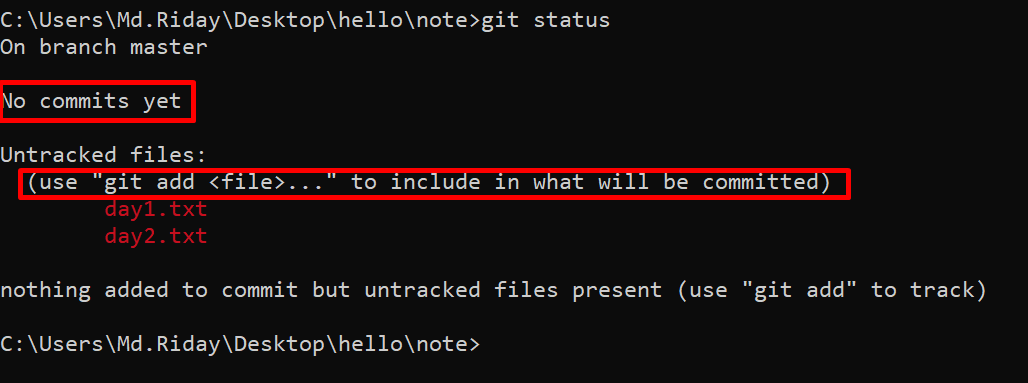 C:\Users\Md.Riday\Desktop\hello\note>git status
On branch master
No commits yet
Untracked files:
(use "git add <file>..." to include in what will be committed)
day1.txt
day2.txt
nothing added to commit but untracked files present (use "git add" to track)
C:\Users\Md.Riday\Desktop\hello\note>